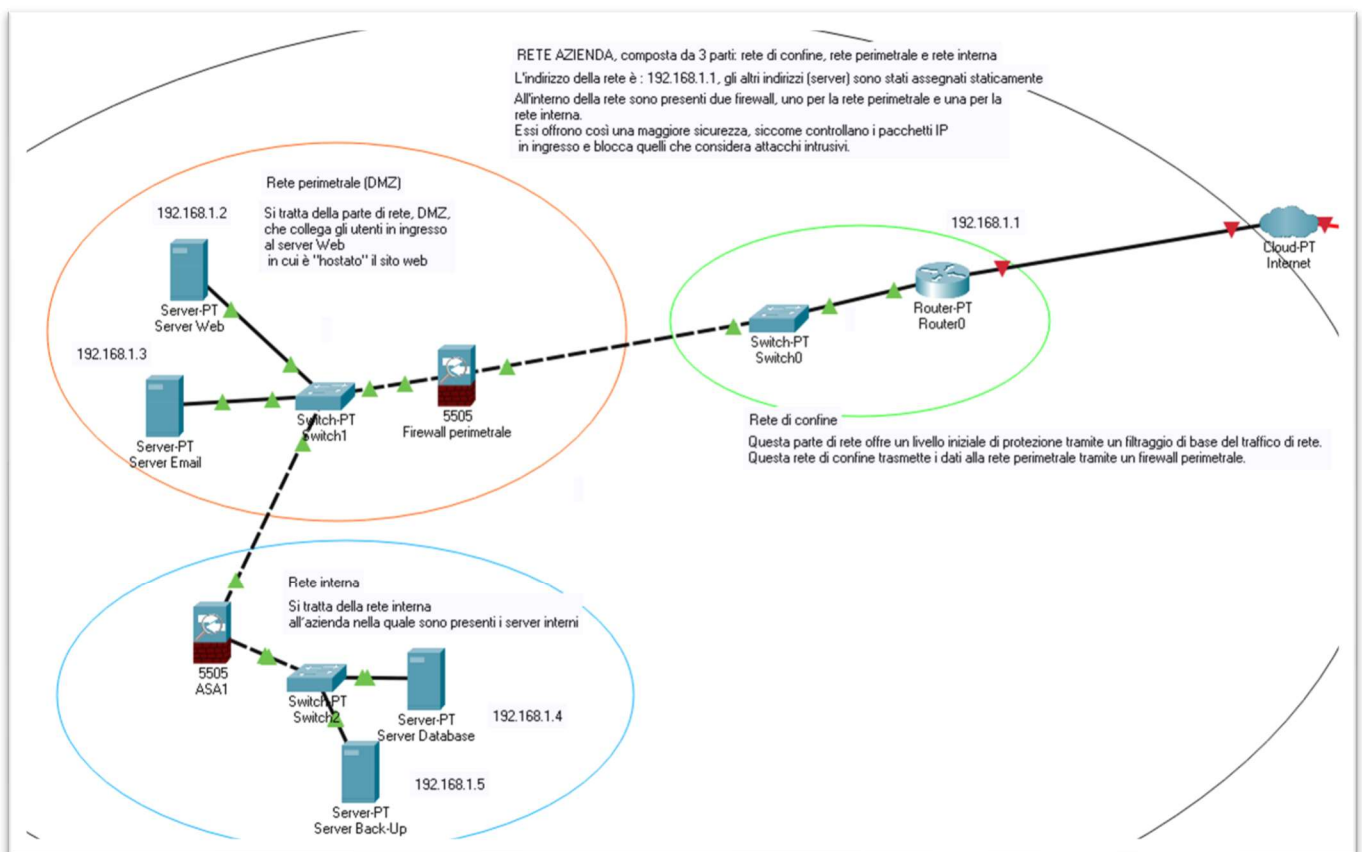 RETE AZIENDA, composta da 3 parti: rete di confine, rete perimetrale e rete interna
L'indirizzo della rete è : 192.168.1.1, gli altri indirizzi (server) sono stati assegnati staticamente
All'interno della rete sono presenti due firewall, uno per la rete perimetrale e una per la
rete interna.
Essi offrono così una maggiore sicurezza, siccome controllano i pacchetti IP
in ingresso e blocca quelli che considera attacchi intrusivi.
Rete perimetrale (DMZ)
Si tratta della parte di rete, DMZ,
che collega gli utenti in ingresso
al server Web
in cui è "hostato" il sito web
192.168.1.2
Server-PT
Server Web
192.168.1.3
Server-PT
Server Email
Switch-PT
Switch1
5505
Firewall perimetrale
192.168.1.1
Switch-PT
Switch0
Router-PT
Router0
Cloud-PT
Internet
Rete di confine
Questa parte di rete offre un livello iniziale di protezione tramite un filtraggio di base del traffico di rete.
Questa rete di confine trasmette i dati alla rete perimetrale tramite un firewall perimetrale.
Rete interna
Si tratta della rete interna
all'azienda nella quale sono presenti i server interni
5505
ASA1
Switch-PT
Switch2
Server-PT
Server Database
192.168.1.4
192.168.1.5
Server-PT
Server Back-Up